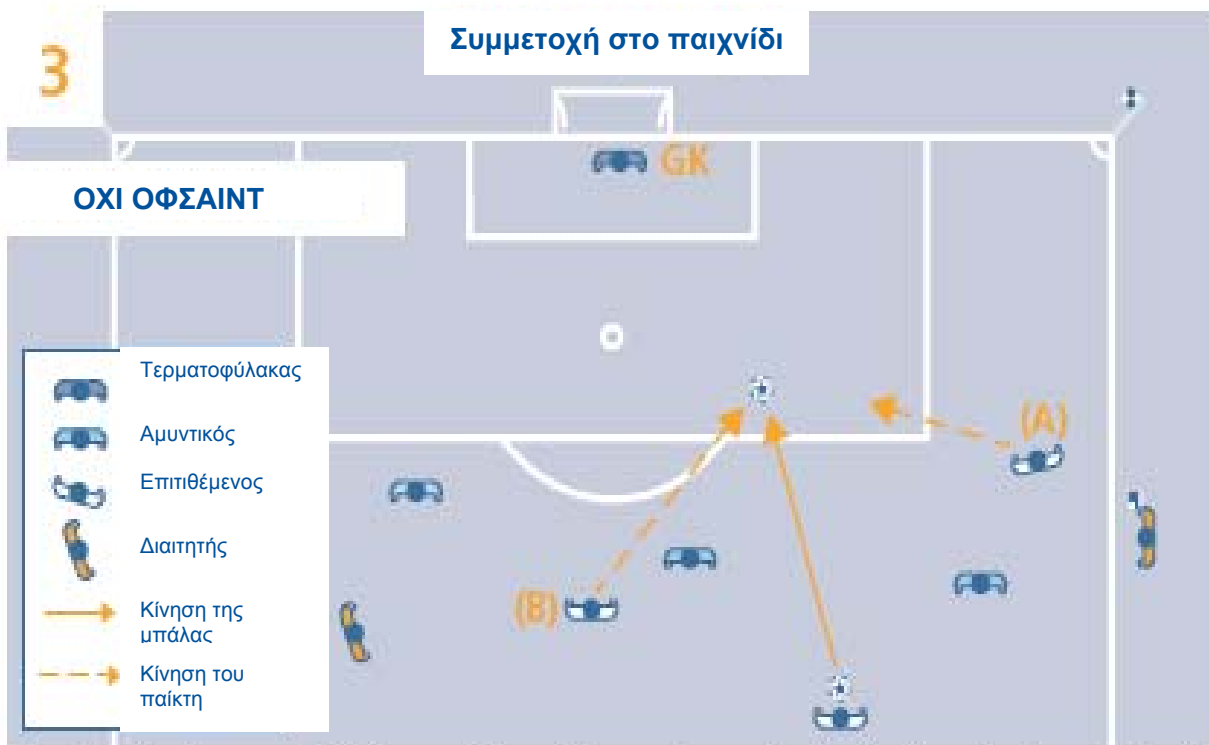 3
Συμμετοχή στο παιχνίδι
GK
ΟΧΙ ΟΦΣΑΙΝΤ
Τερματοφύλακας
Αμυντικός
Επιτιθέμενος
Διαιτητής
Κίνηση της
μπάλας
Κίνηση του
παίκτη
(A)
(B)